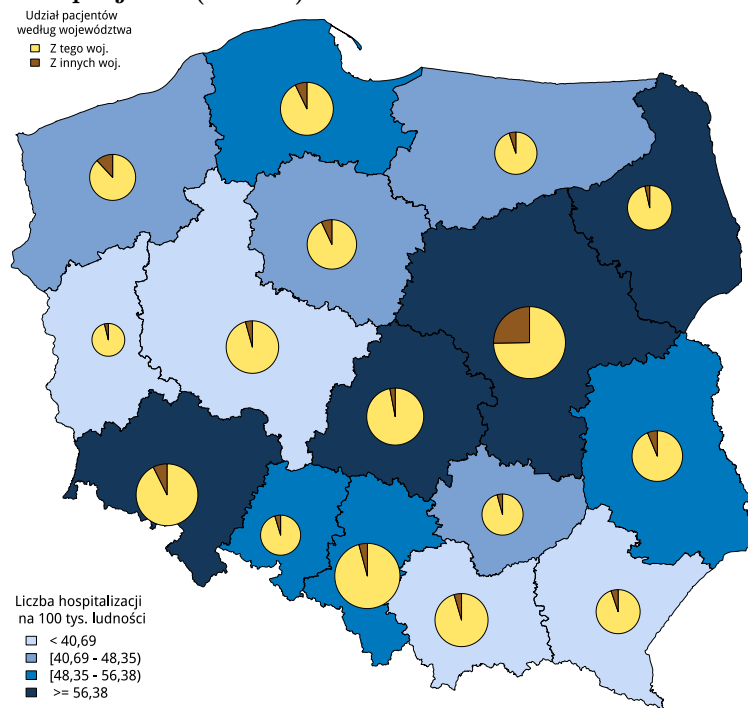 Udział pacjentów
według województwa
Z tego woj.
Z innych woj.
Liczba hospitalizacji
na 100 tys. ludności
< 40,69
[40,69 - 48,35)
[48,35 - 56,38)
>= 56,38